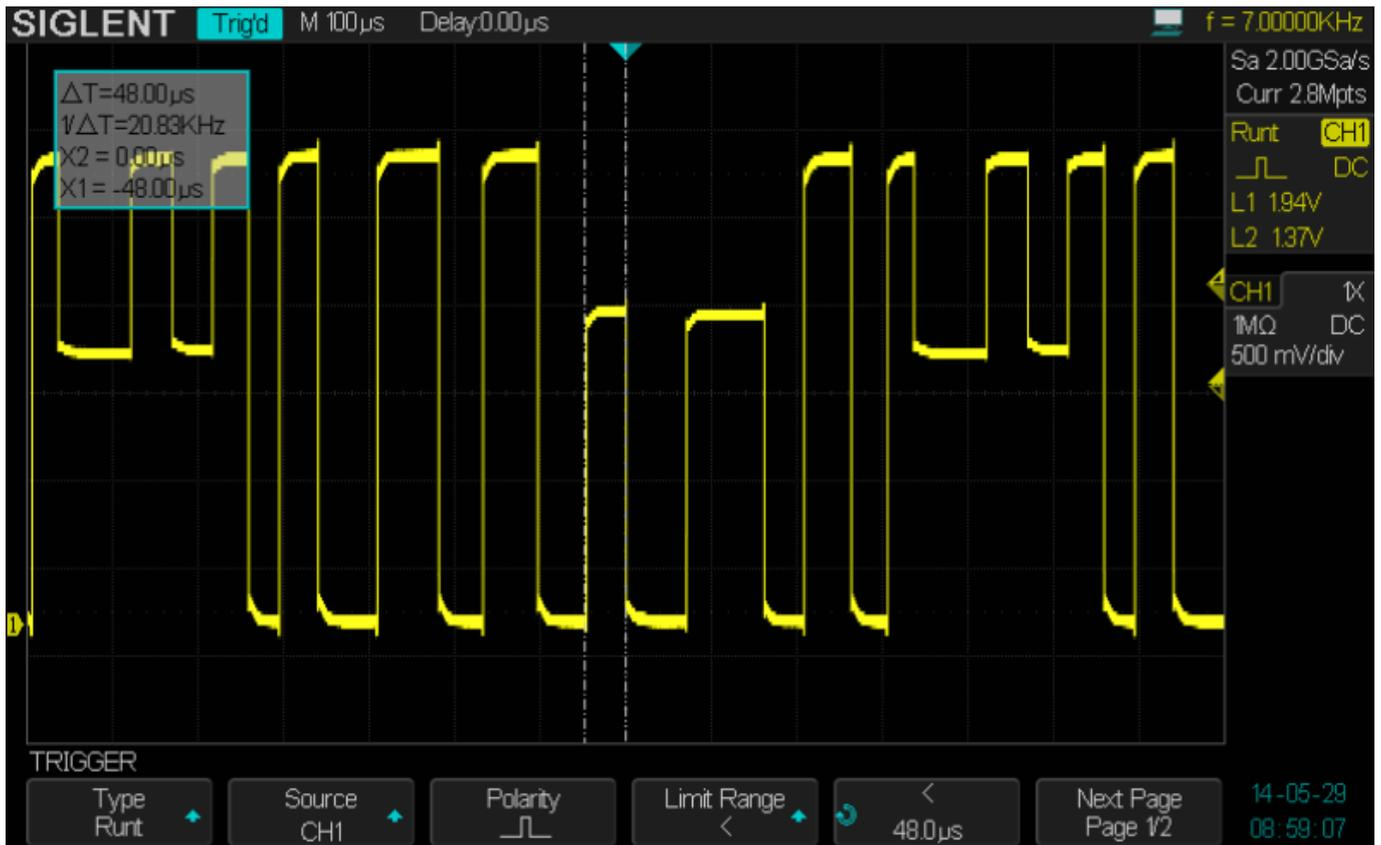 SIGLENT Trig'd M 100µs Delay:0.00µs f = 7.00000KHz
Sa 2.00GSa/s
Curr 2.8Mpts
Runt CH1
DC
L1 1.94V
L2 1.37V
CH1 1X
1MΩ DC
500 mV/div
△T=48.00µs
1/△T=20.83KHz
X2 = 0.00µs
X1 = -48.00µs
1
TRIGGER
Type
Runt
Source
CH1
Polarity
Limit Range
<
<
48.0µs
Next Page
Page 1/2
14-05-29
08:59:07